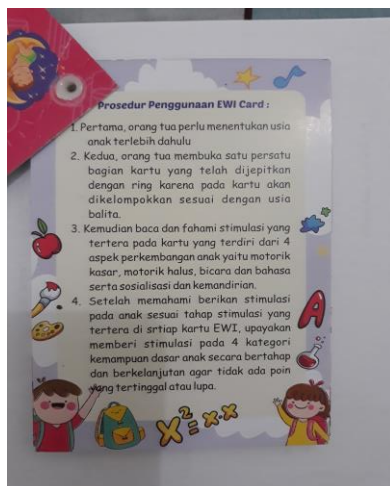 Prosedur Penggunaan EWI Card :
1. Pertama, orang tua perlu menentukan usia
anak terlebih dahulu
2. Kedua, orang tua membuka satu persatu
bagian kartu yang telah dijepitkan
dengan ring karena pada kartu akan
dikelompokkan sesuai dengan usia
balita.
3. Kemudian baca dan fahami stimulasi yang
tertera pada kartu yang terdiri dari 4
aspek perkembangan anak yaitu motorik
kasar, motorik halus, bicara dan bahasa
serta sosialisasi dan kemandirian.
4. Setelah memahami berikan stimulasi
pada anak sesuai tahap stimulasi yang
tertera di srtiap kartu EWI, upayakan
memberi stimulasi pada 4 kategori
kemampuan dasar anak secara bertahap
dan berkelanjutan agar tidak ada poin
yang tertinggal atau lupa.
A
X²=x·x